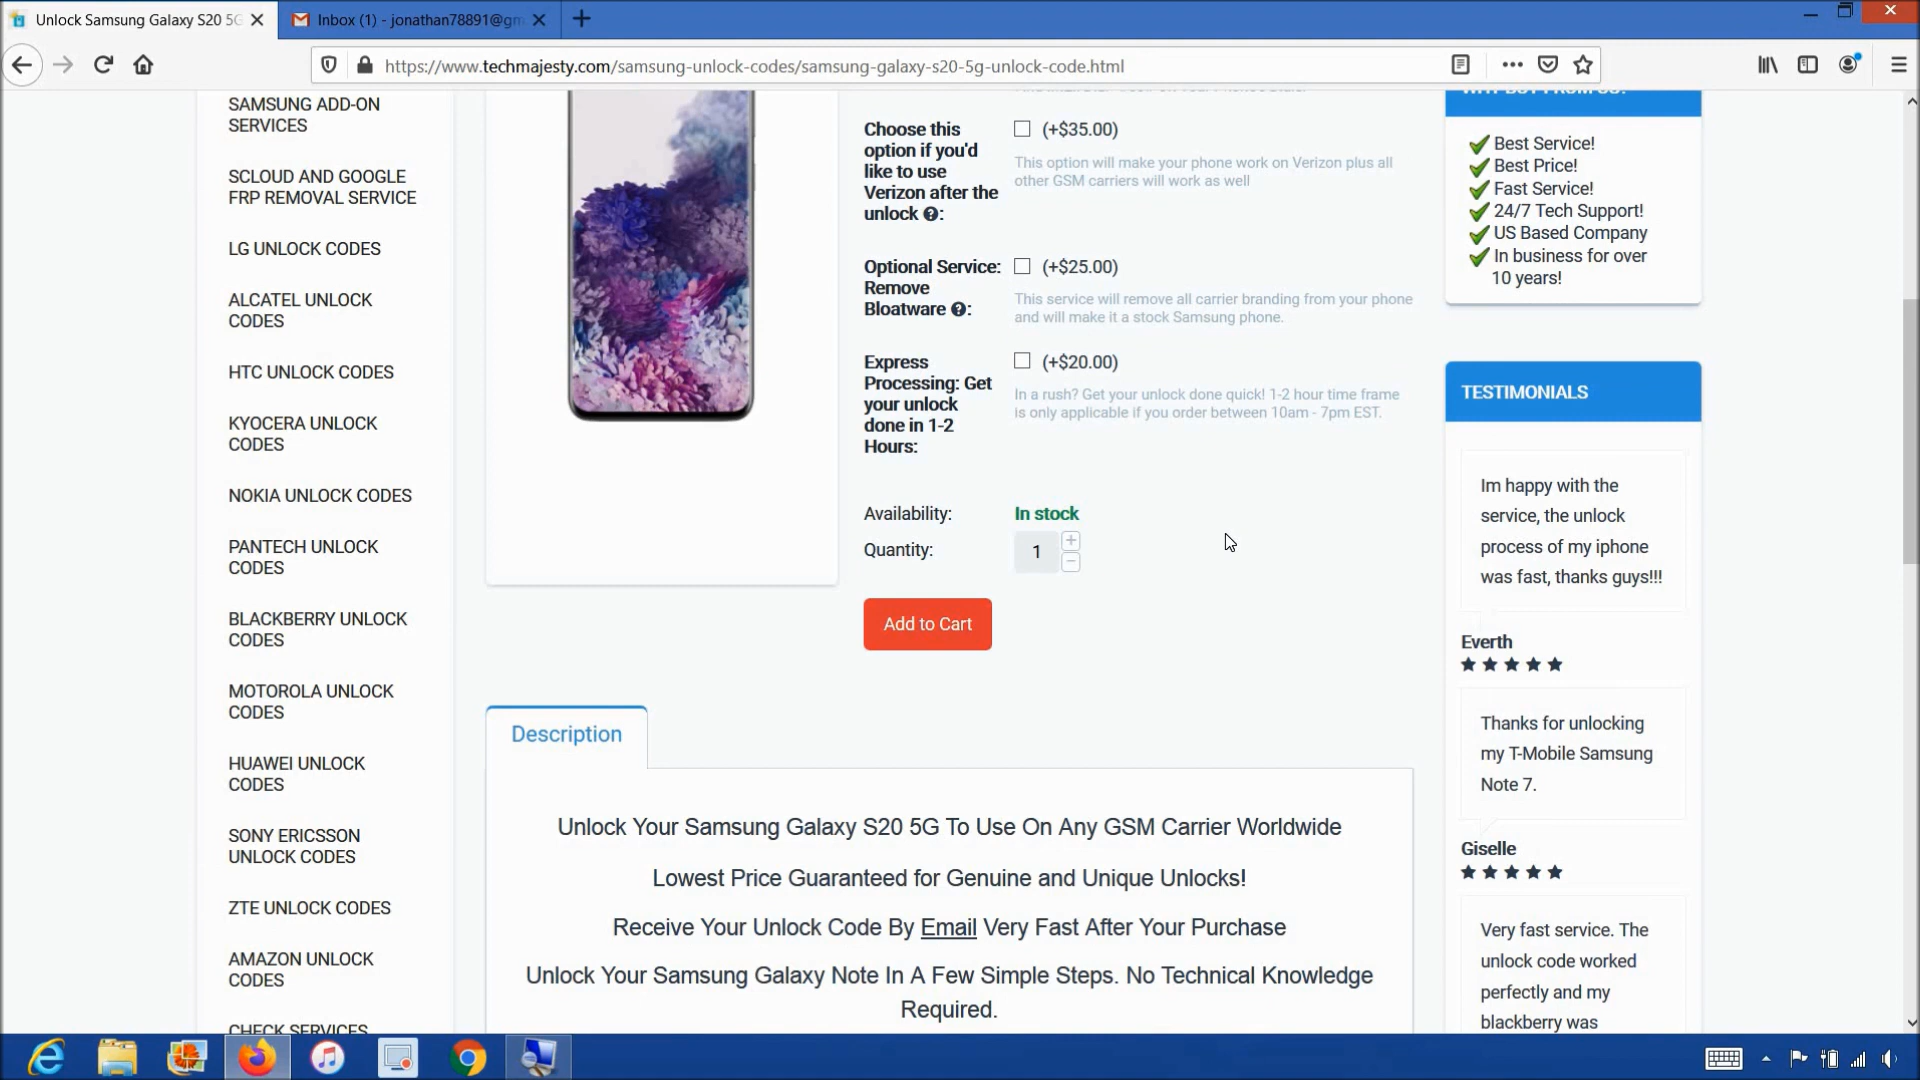 Unlock Samsung Galaxy S20 5G
Inbox (1) - jonathan78891@gm
https://www.techmajesty.com/samsung-unlock-codes/samsung-galaxy-s20-5g-unlock-code.html
SAMSUNG ADD-ON
SERVICES
SCLOUD AND GOOGLE
FRP REMOVAL SERVICE
LG UNLOCK CODES
ALCATEL UNLOCK
CODES
HTC UNLOCK CODES
KYOCERA UNLOCK
CODES
NOKIA UNLOCK CODES
PANTECH UNLOCK
CODES
BLACKBERRY UNLOCK
CODES
MOTOROLA UNLOCK
CODES
HUAWEI UNLOCK
CODES
SONY ERICSSON
UNLOCK CODES
ZTE UNLOCK CODES
AMAZON UNLOCK
CODES
CHECK SERVICES
Choose this
option if you'd
like to use
Verizon after the
unlock ?:
(+$35.00)
This option will make your phone work on Verizon plus all
other GSM carriers will work as well
Optional Service:
Remove
Bloatware ?:
(+$25.00)
This service will remove all carrier branding from your phone
and will make it a stock Samsung phone.
Express
Processing: Get
your unlock
done in 1-2
Hours:
(+$20.00)
In a rush? Get your unlock done quick! 1-2 hour time frame
is only applicable if you order between 10am - 7pm EST.
Availability:
In stock
Quantity:
1
Add to Cart
Description
Unlock Your Samsung Galaxy S20 5G To Use On Any GSM Carrier Worldwide
Lowest Price Guaranteed for Genuine and Unique Unlocks!
Receive Your Unlock Code By Email Very Fast After Your Purchase
Unlock Your Samsung Galaxy Note In A Few Simple Steps. No Technical Knowledge
Required.
WHY BUY FROM US?
Best Service!
Best Price!
Fast Service!
24/7 Tech Support!
US Based Company
In business for over
10 years!
TESTIMONIALS
Im happy with the
service, the unlock
process of my iphone
was fast, thanks guys!!!
Everth
Thanks for unlocking
my T-Mobile Samsung
Note 7.
Giselle
Very fast service. The
unlock code worked
perfectly and my
blackberry was